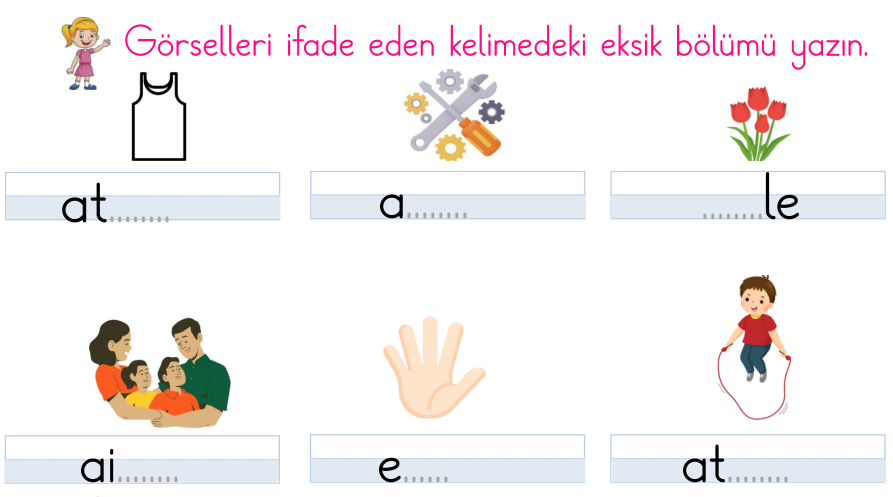 Görselleri ifade eden kelimedeki eksik bölümü yazın.
at........ a........ ........le
ai........ e...... at........